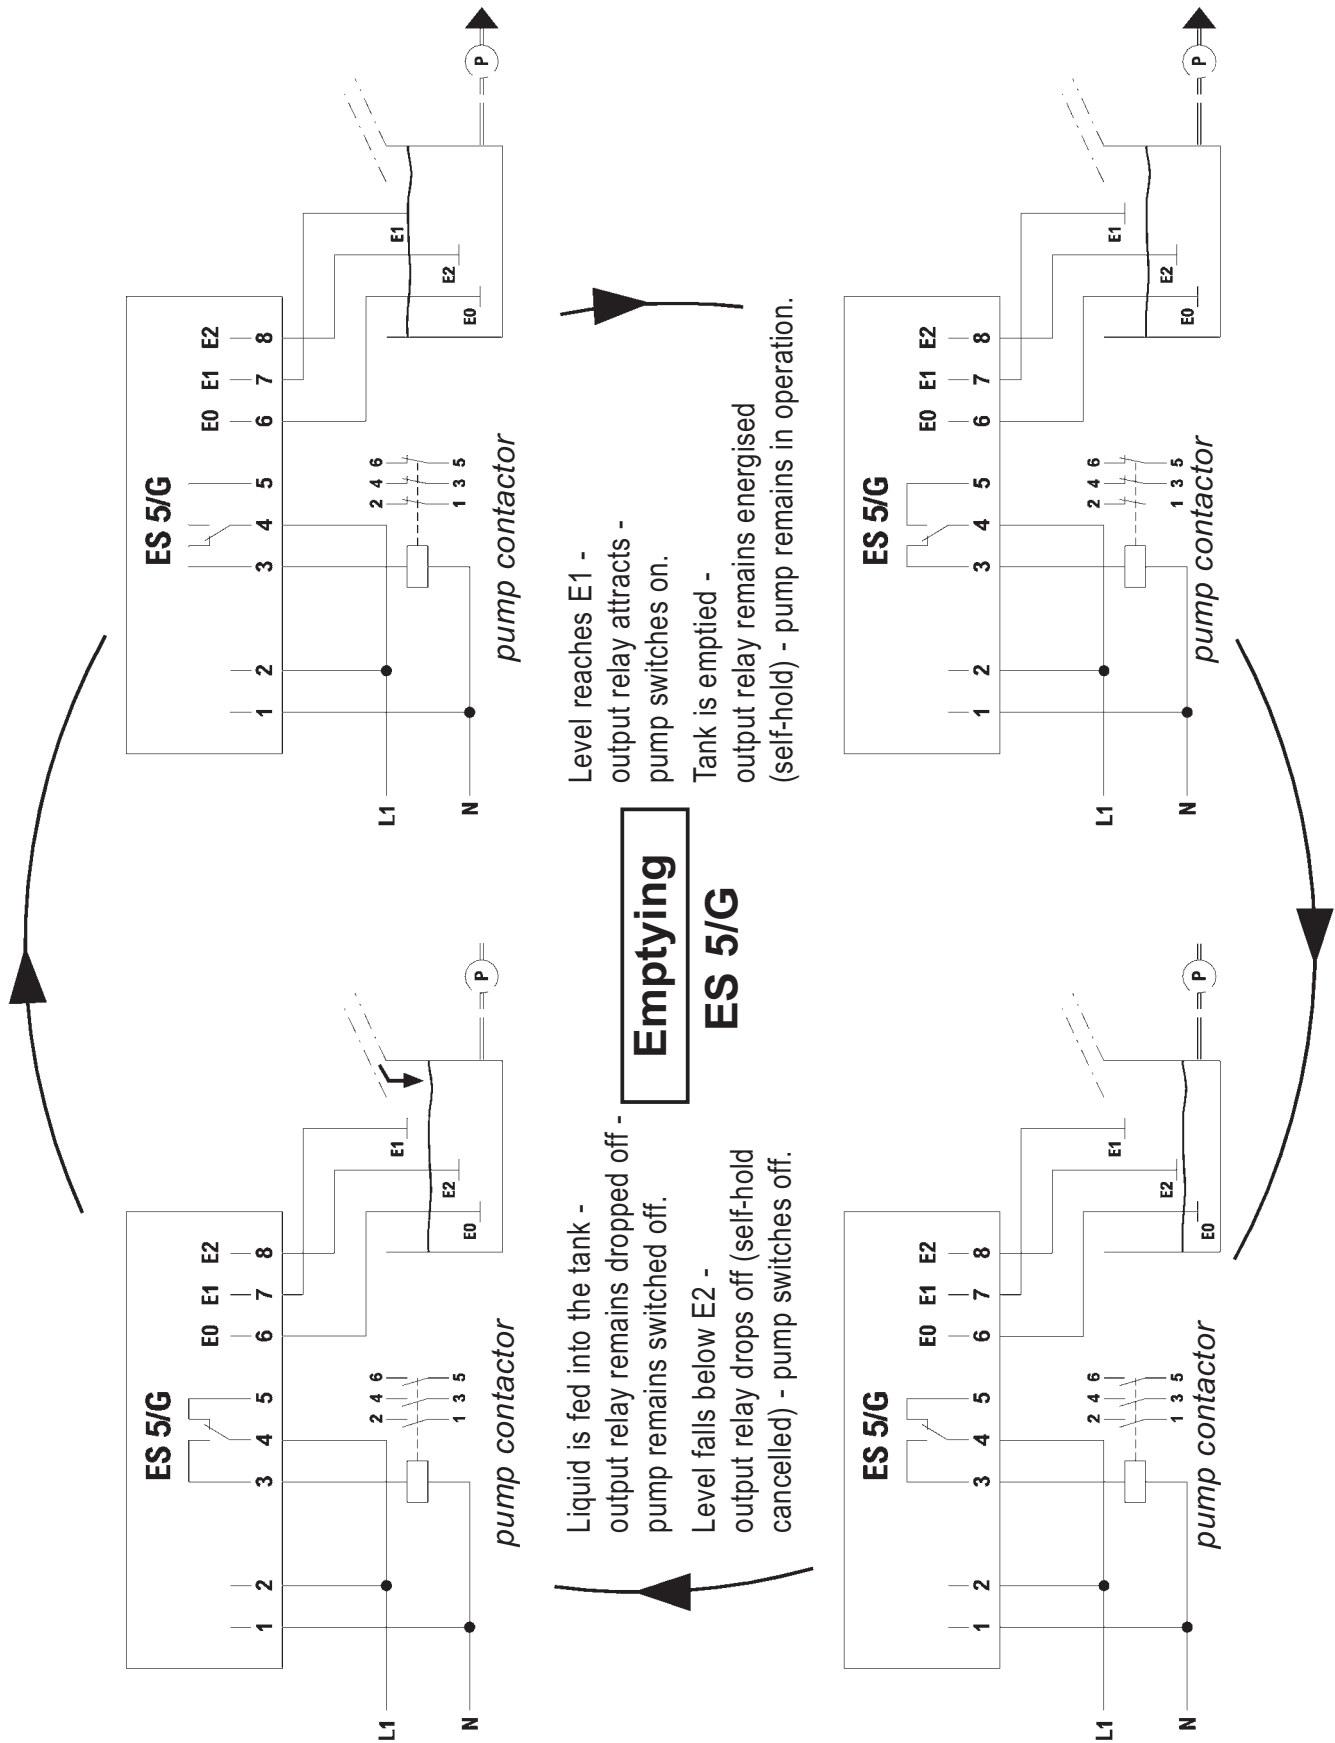 ES 5/G
E0 E1 E2
1 2 3 4 5 6 7 8
2 4 6
L1
E1
E2
1 3 5
N
E0
P
pump contactor
ES 5/G
E0 E1 E2
1 2 3 4 5 6 7 8
2 4 6
L1
E1
E2
1 3 5
N
E0
P
pump contactor
Liquid is fed into the tank -
output relay remains dropped off -
pump remains switched off.
Level falls below E2 -
output relay drops off (self-hold
cancelled) - pump switches off.
Emptying
ES 5/G
Level reaches E1 -
output relay attracts -
pump switches on.
Tank is emptied -
output relay remains energised
(self-hold) - pump remains in operation.
ES 5/G
E0 E1 E2
1 2 3 4 5 6 7 8
2 4 6
L1
E1
E2
1 3 5
N
E0
P
pump contactor
ES 5/G
E0 E1 E2
1 2 3 4 5 6 7 8
2 4 6
L1
E1
E2
1 3 5
N
E0
P
pump contactor